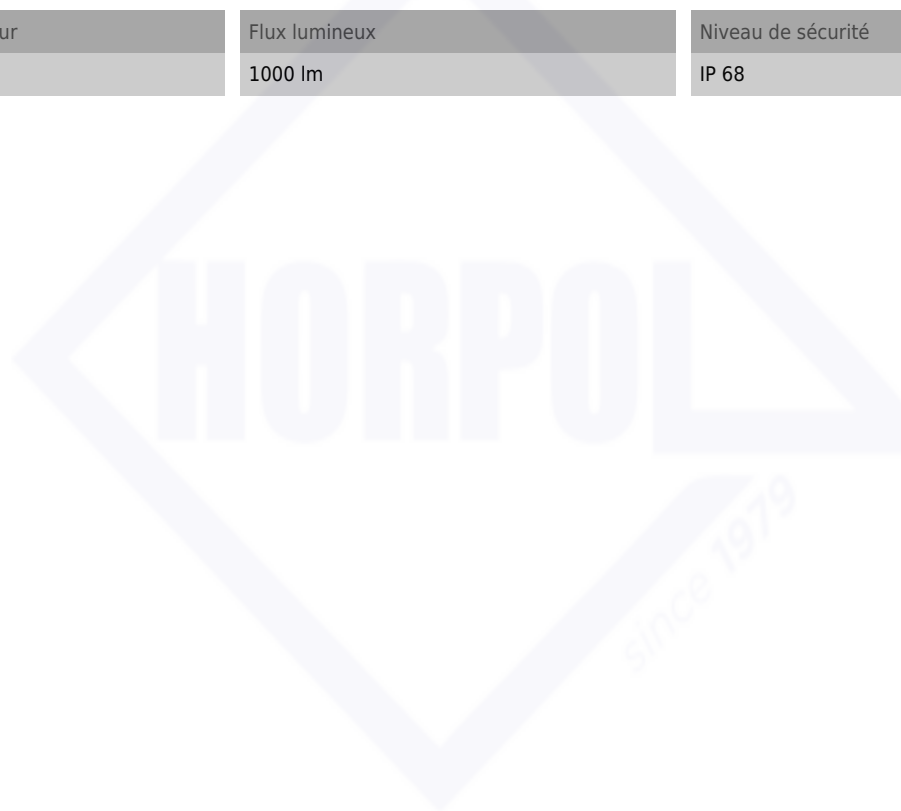 ur
Flux lumineux
Niveau de sécurité
1000 lm
IP 68
HORPOL
since 1979